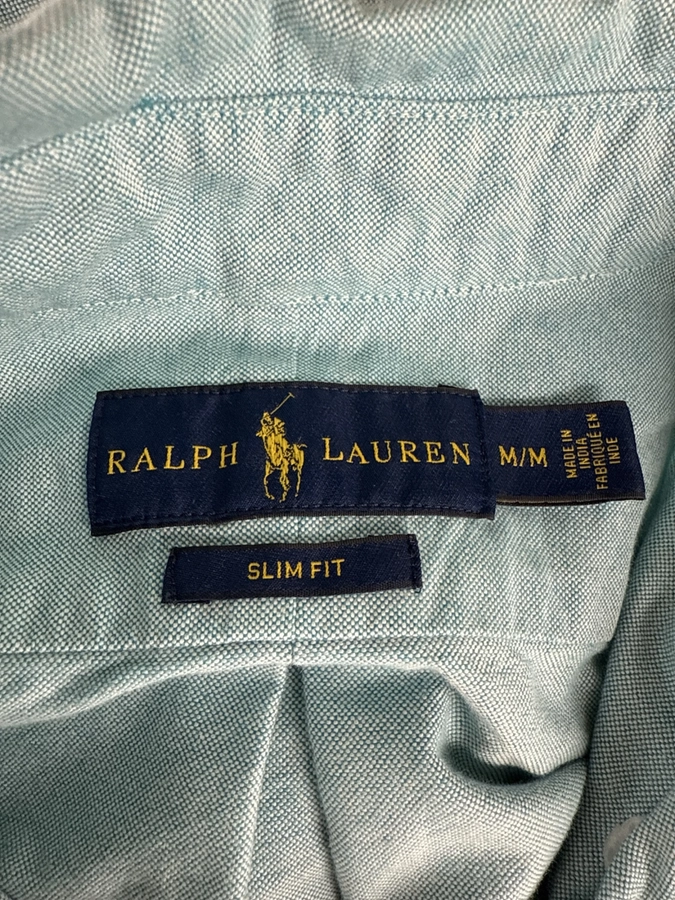 RALPH LAUREN
M/M
MADE IN
INDIA
FABRIQUÉ EN
INDE
SLIM FIT